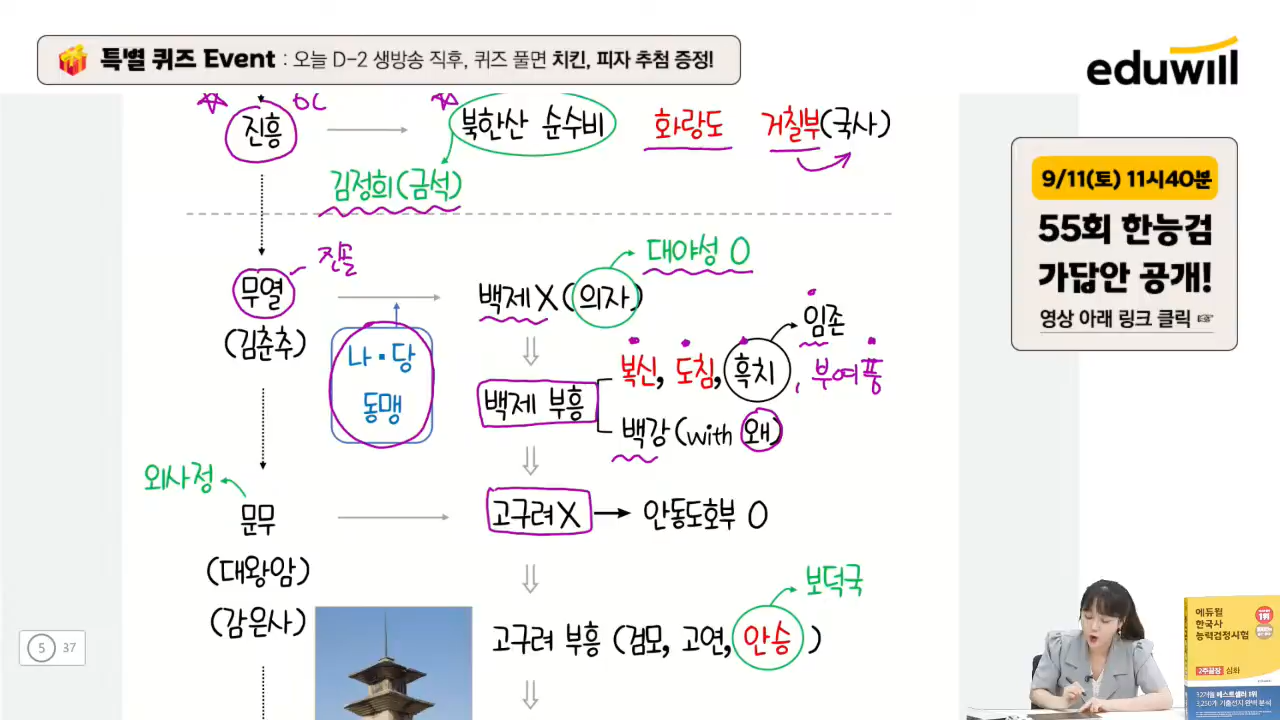 특별 퀴즈 Event : 오늘 D-2 생방송 직후, 퀴즈 풀면 치킨, 피자 추첨 증정!
eduwill
6C
진흥 북한산 순수비 화랑도 거칠부(국사)
김정희(금석)
9/11(토) 11시40분
55회 한능검
가답안 공개!
영상 아래 링크 클릭
진골
대야성 O
무열 백제 X (의자)
(김춘추)
임존
나·당
동맹
복신, 도침, 흑치, 부여풍
백제 부흥
백강 (with 왜)
외사정
문무 고구려 X → 안동도호부 O
(대왕암)
(감은사)
보덕국
고구려 부흥 (검모, 고연, 안승)
5 37
에듀윌
한국사
능력검정시험
2주끝장 심화